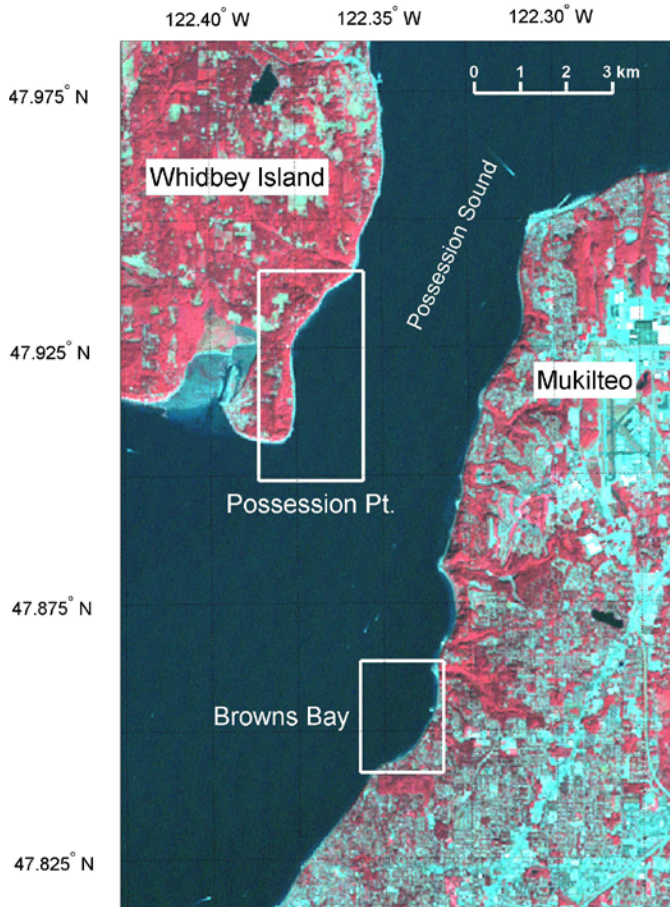 122.40° W 122.35° W 122.30° W
47.975° N
0 1 2 3 km
Whidbey Island
Possession Sound
47.925° N
Mukilteo
Possession Pt.
47.875° N
Browns Bay
47.825° N